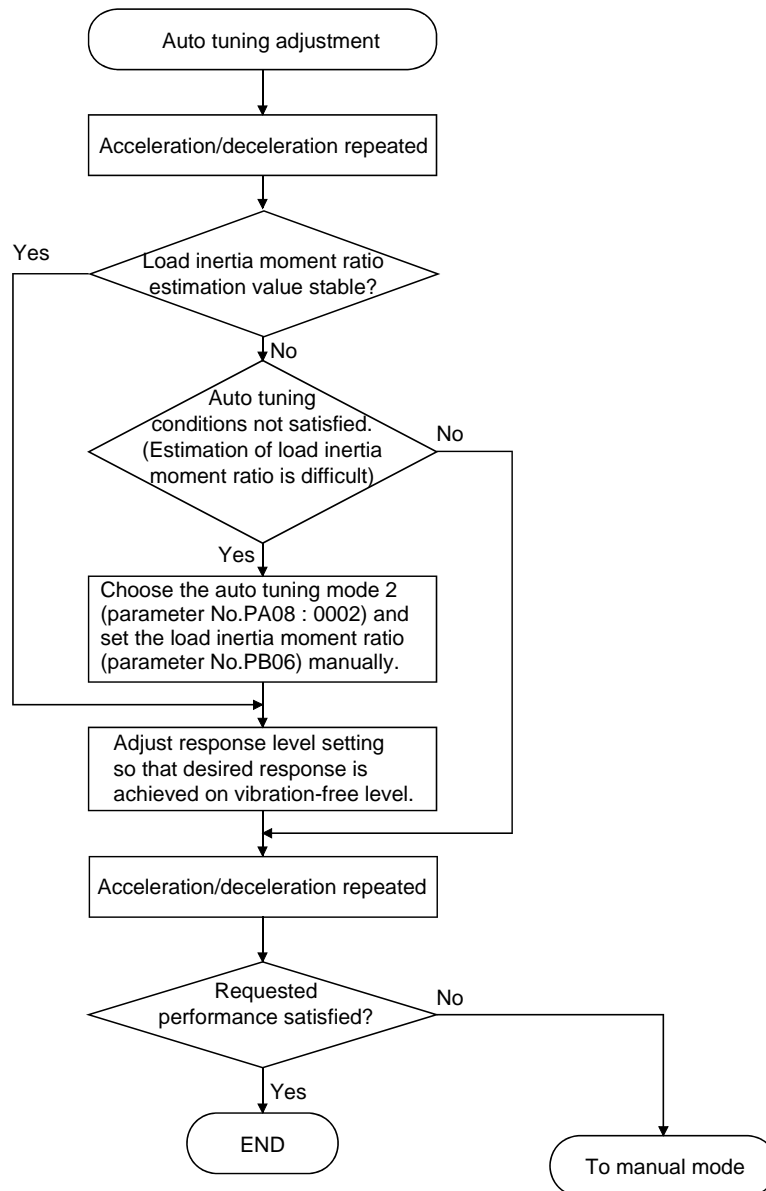 Auto tuning adjustment
Acceleration/deceleration repeated
Yes
Load inertia moment ratio
estimation value stable?
No
Auto tuning
conditions not satisfied.
(Estimation of load inertia
moment ratio is difficult)
No
Yes
Choose the auto tuning mode 2
(parameter No.PA08 : 0002) and
set the load inertia moment ratio
(parameter No.PB06) manually.
Adjust response level setting
so that desired response is
achieved on vibration-free level.
Acceleration/deceleration repeated
Requested
performance satisfied?
No
Yes
END
To manual mode